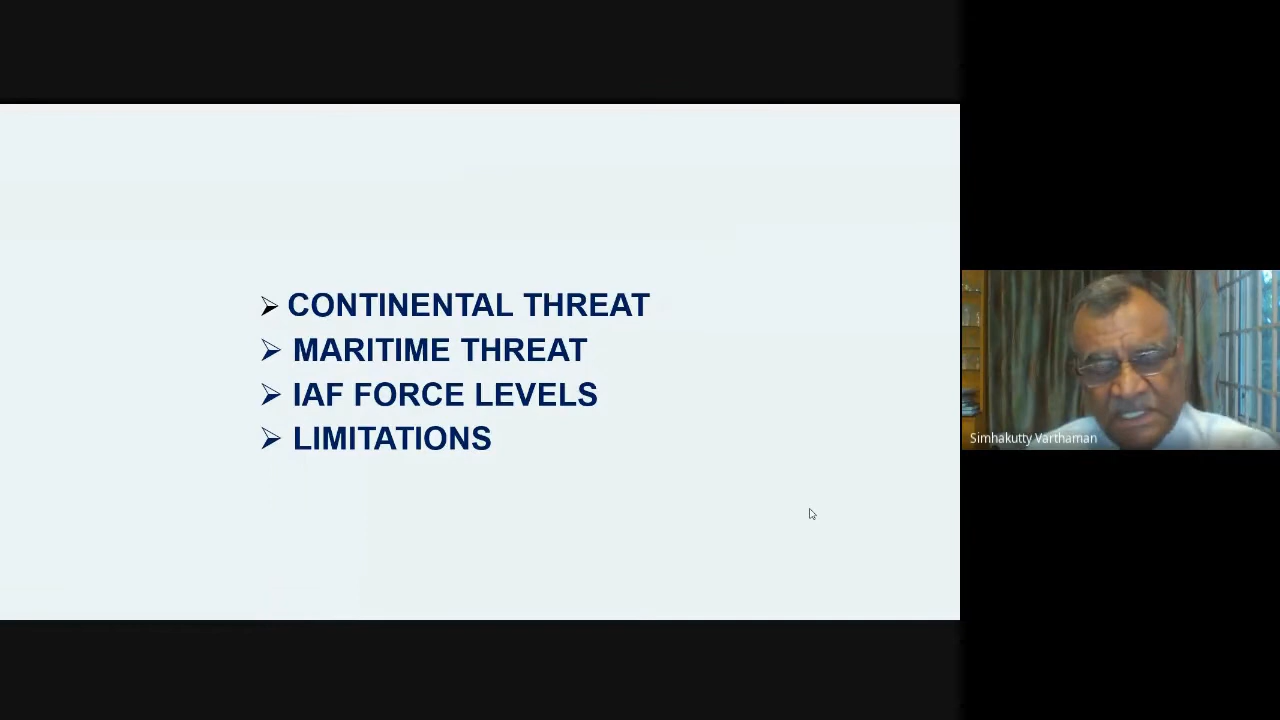 ➢ CONTINENTAL THREAT
➢ MARITIME THREAT
➢ IAF FORCE LEVELS
➢ LIMITATIONS
Simhakutty Varthaman